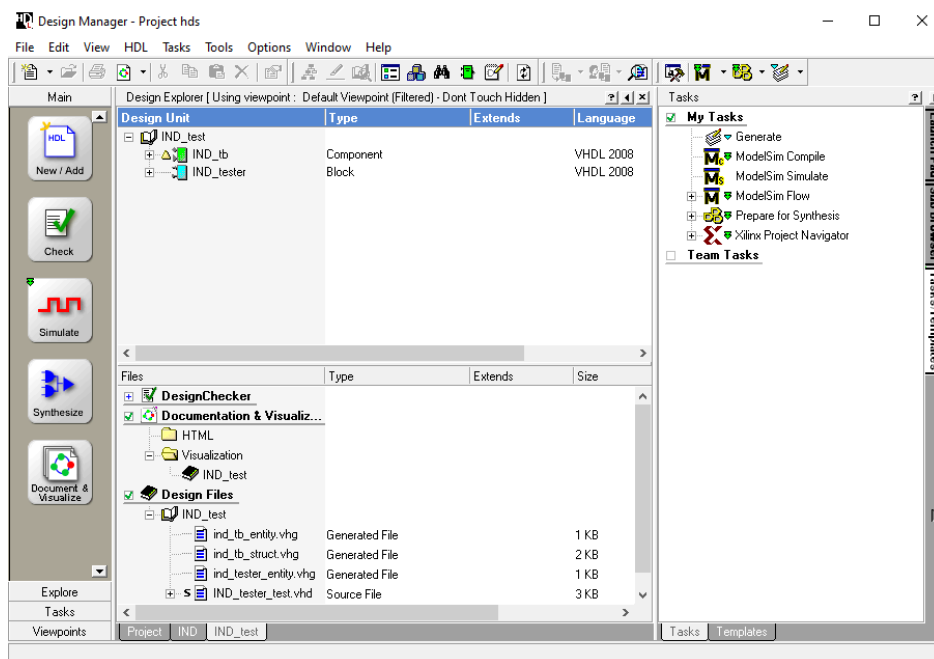 Design Manager - Project hds
File Edit View HDL Tasks Tools Options Window Help
Main
HDL
New / Add
Check
Simulate
Synthesize
Document &
Visualize
Explore
Tasks
Viewpoints
Design Explorer [ Using viewpoint : Default Viewpoint (Filtered) - Dont Touch Hidden ]
Design Unit Type Extends Language
IND_test
IND_tb Component VHDL 2008
IND_tester Block VHDL 2008
Files Type Extends Size
DesignChecker
Documentation & Visualiz...
HTML
Visualization
IND_test
Design Files
IND_test
ind_tb_entity.vhg Generated File 1 KB
ind_tb_struct.vhg Generated File 2 KB
ind_tester_entity.vhg Generated File 1 KB
S IND_tester_test.vhd Source File 3 KB
Project IND IND_test
Tasks
My Tasks
Generate
ModelSim Compile
ModelSim Simulate
ModelSim Flow
Prepare for Synthesis
Xilinx Project Navigator
Team Tasks
Tasks Templates